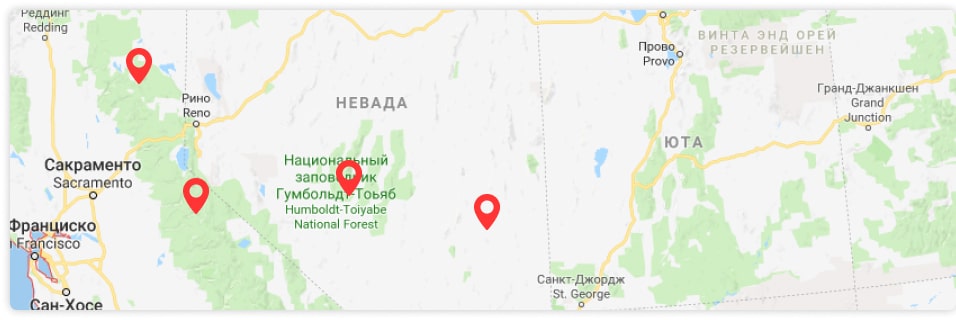 Реддинг
Redding
ВИНТА ЭНД ОРЕЙ
РЕЗЕРВЕЙШЕН
Прово
Provo
Гранд-Джанкшен
Grand
Junction
Рино
Reno
НЕВАДА
ЮТА
Сакраменто
Sacramento
Национальный
заповедник
Гумбольдт-Тоьяб
Humboldt-Toiyabe
National Forest
Франциско
Francisco
Санкт-Джордж
St. George
Сан-Хосе